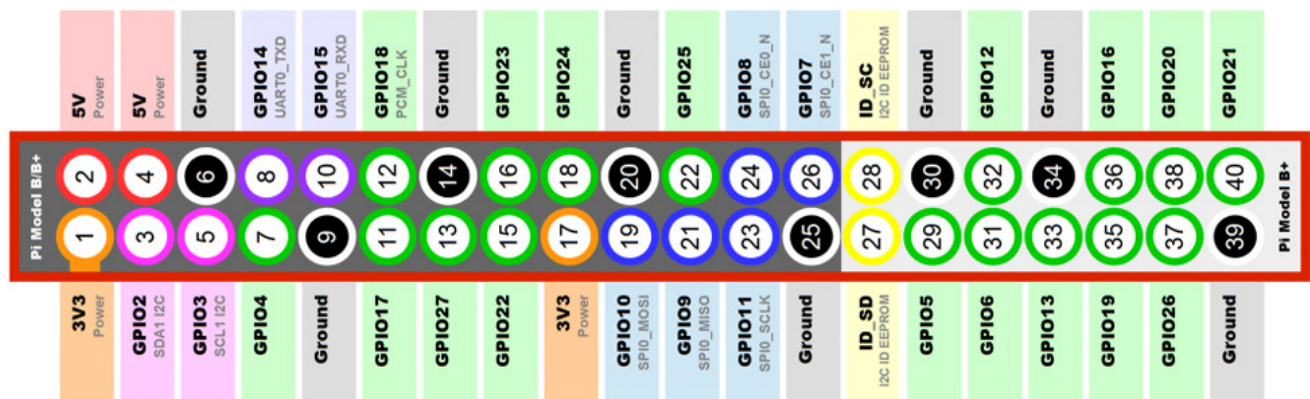 5V
Power
5V
Power
Ground
GPIO14
UART0_TXD
GPIO15
UART0_RXD
GPIO18
PCM_CLK
Ground
GPIO23
GPIO24
Ground
GPIO25
GPIO8
SPI0_CE0_N
GPIO7
SPI0_CE1_N
ID_SC
I2C ID EEPROM
Ground
GPIO12
Ground
GPIO16
GPIO20
GPIO21
Pi Model B/B+
2 4 6 8 10 12 14 16 18 20 22 24 26 28 30 32 34 36 38 40
1 3 5 7 9 11 13 15 17 19 21 23 25 27 29 31 33 35 37 39
Pi Model B+
3V3
Power
GPIO2
SDA1 I2C
GPIO3
SCL1 I2C
GPIO4
Ground
GPIO17
GPIO27
GPIO22
3V3
Power
GPIO10
SPI0_MOSI
GPIO9
SPI0_MISO
GPIO11
SPI0_SCLK
Ground
ID_SD
I2C ID EEPROM
GPIO5
GPIO6
GPIO13
GPIO19
GPIO26
Ground